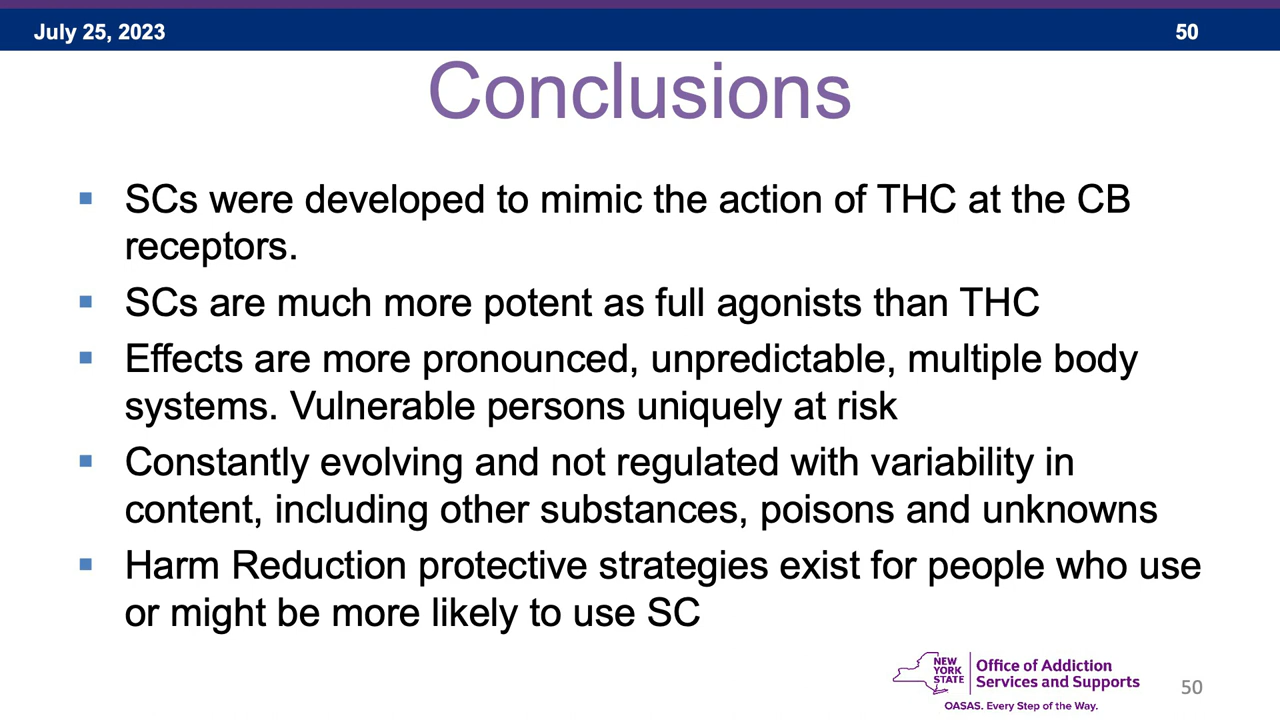 July 25, 2023
50
Conclusions
▪ SCs were developed to mimic the action of THC at the CB
receptors.
▪ SCs are much more potent as full agonists than THC
▪ Effects are more pronounced, unpredictable, multiple body
systems. Vulnerable persons uniquely at risk
▪ Constantly evolving and not regulated with variability in
content, including other substances, poisons and unknowns
▪ Harm Reduction protective strategies exist for people who use
or might be more likely to use SC
NEW
YORK
STATE
Office of Addiction
Services and Supports
OASAS. Every Step of the Way.
50